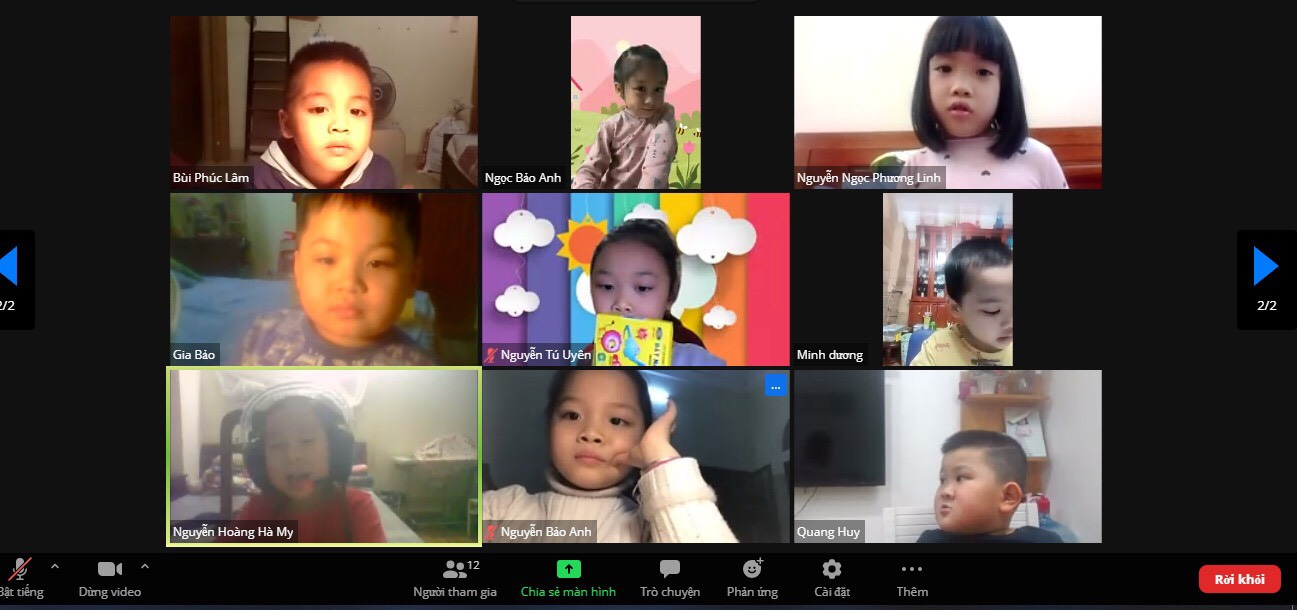 Bùi Phúc Lâm
Ngọc Bảo Anh
Nguyễn Ngọc Phương Linh
Gia Bảo
Nguyễn Tú Uyên
Minh dương
2/2
2/2
Nguyễn Hoàng Hà My
Nguyễn Bảo Anh
Quang Huy
Bật tiếng
Dừng video
12
Người tham gia
Chia sẻ màn hình
Trò chuyện
Phản ứng
Cài đặt
Thêm
Rời khỏi